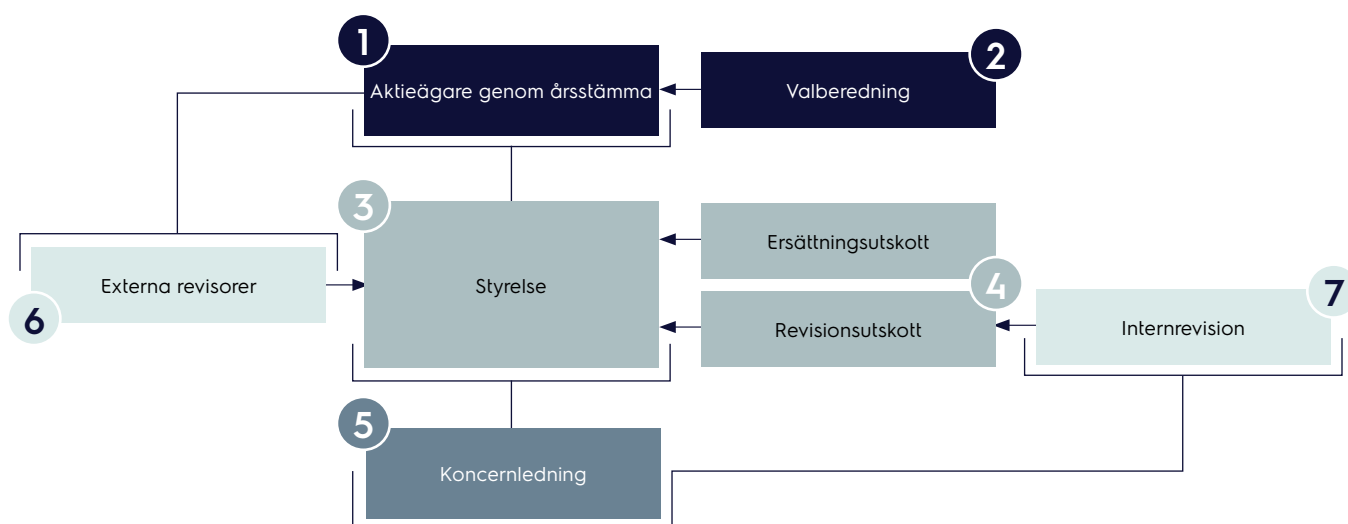 1
Aktieägare genom årsstämma
2
Valberedning
3
Styrelse
Ersättningsutskott
4
Revisionsutskott
Externa revisorer
6
7
Internrevision
5
Koncernledning